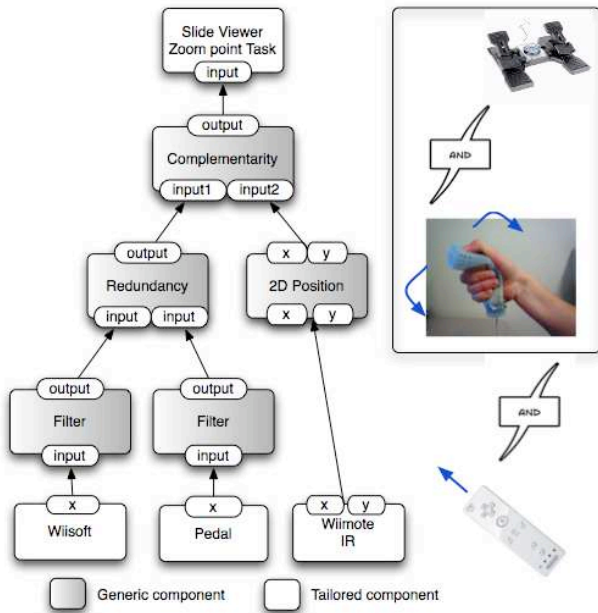 Slide Viewer
Zoom point Task
input
output
Complementarity
input1 input2
output
Redundancy
input input
x y
2D Position
x y
output
Filter
input
output
Filter
input
x
Wiisoft
x
Pedal
x y
Wiimote
IR
AND
AND
Generic component
Tailored component